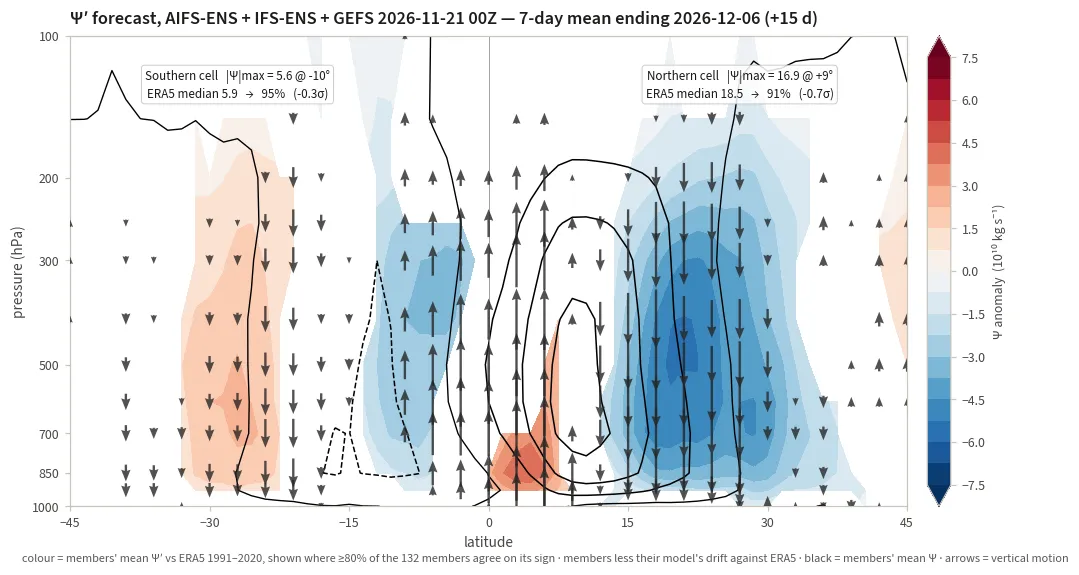 Ψ′ forecast, AIFS-ENS + IFS-ENS + GEFS 2026-11-21 00Z — 7-day mean ending 2026-12-06 (+15 d)
Southern cell |Ψ|max = 5.6 @ -10°
ERA5 median 5.9 → 95% (-0.3σ)
Northern cell |Ψ|max = 16.9 @ +9°
ERA5 median 18.5 → 91% (-0.7σ)
100
200
300
400
500
700
850
1000
pressure (hPa)
−45
−30
−15
0
15
30
45
latitude
7.5
6.0
4.5
3.0
1.5
0.0
−1.5
−3.0
−4.5
−6.0
−7.5
Ψ anomaly (10¹⁰ kg s⁻¹)
colour = members' mean Ψ′ vs ERA5 1991–2020, shown where ≥80% of the 132 members agree on its sign · members less their model's drift against ERA5 · black = members' mean Ψ · arrows = vertical motion